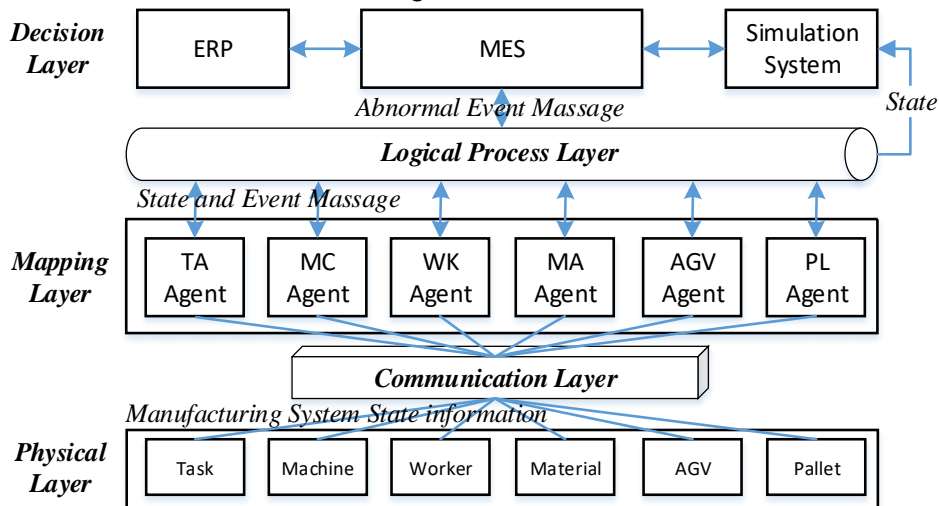 Decision
Layer
ERP
MES
Simulation
System
Abnormal Event Massage
State
Logical Process Layer
State and Event Massage
Mapping
Layer
TA
Agent
MC
Agent
WK
Agent
MA
Agent
AGV
Agent
PL
Agent
Communication Layer
Manufacturing System State information
Physical
Layer
Task
Machine
Worker
Material
AGV
Pallet